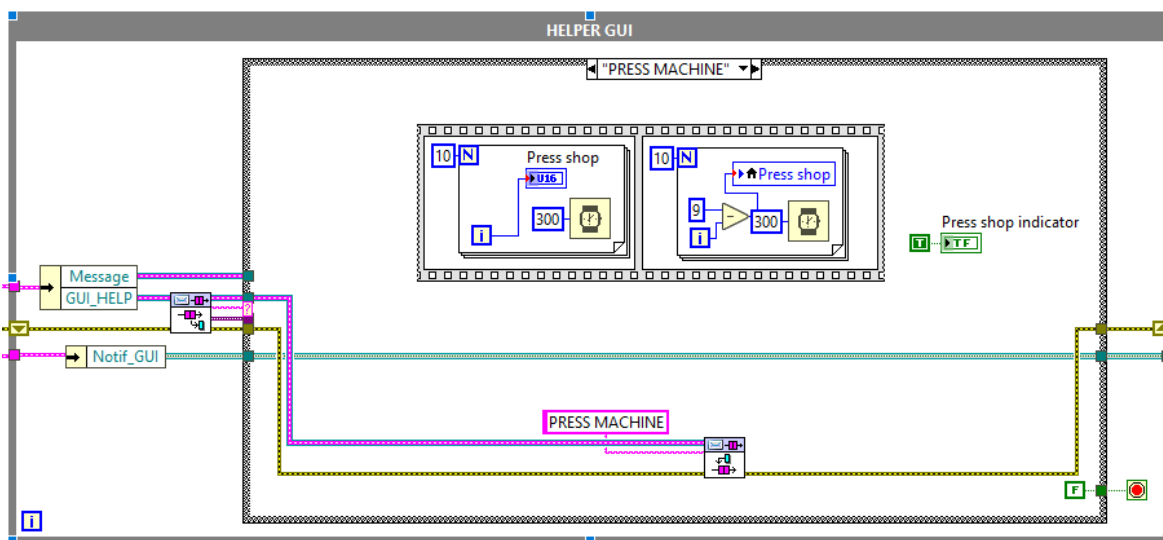 HELPER GUI
"PRESS MACHINE"
10 N
Press shop
U16
300
i
10 N
Press shop
9
300
i
Press shop indicator
T
TF
Message
GUI_HELP
?
Notif_GUI
PRESS MACHINE
F
i